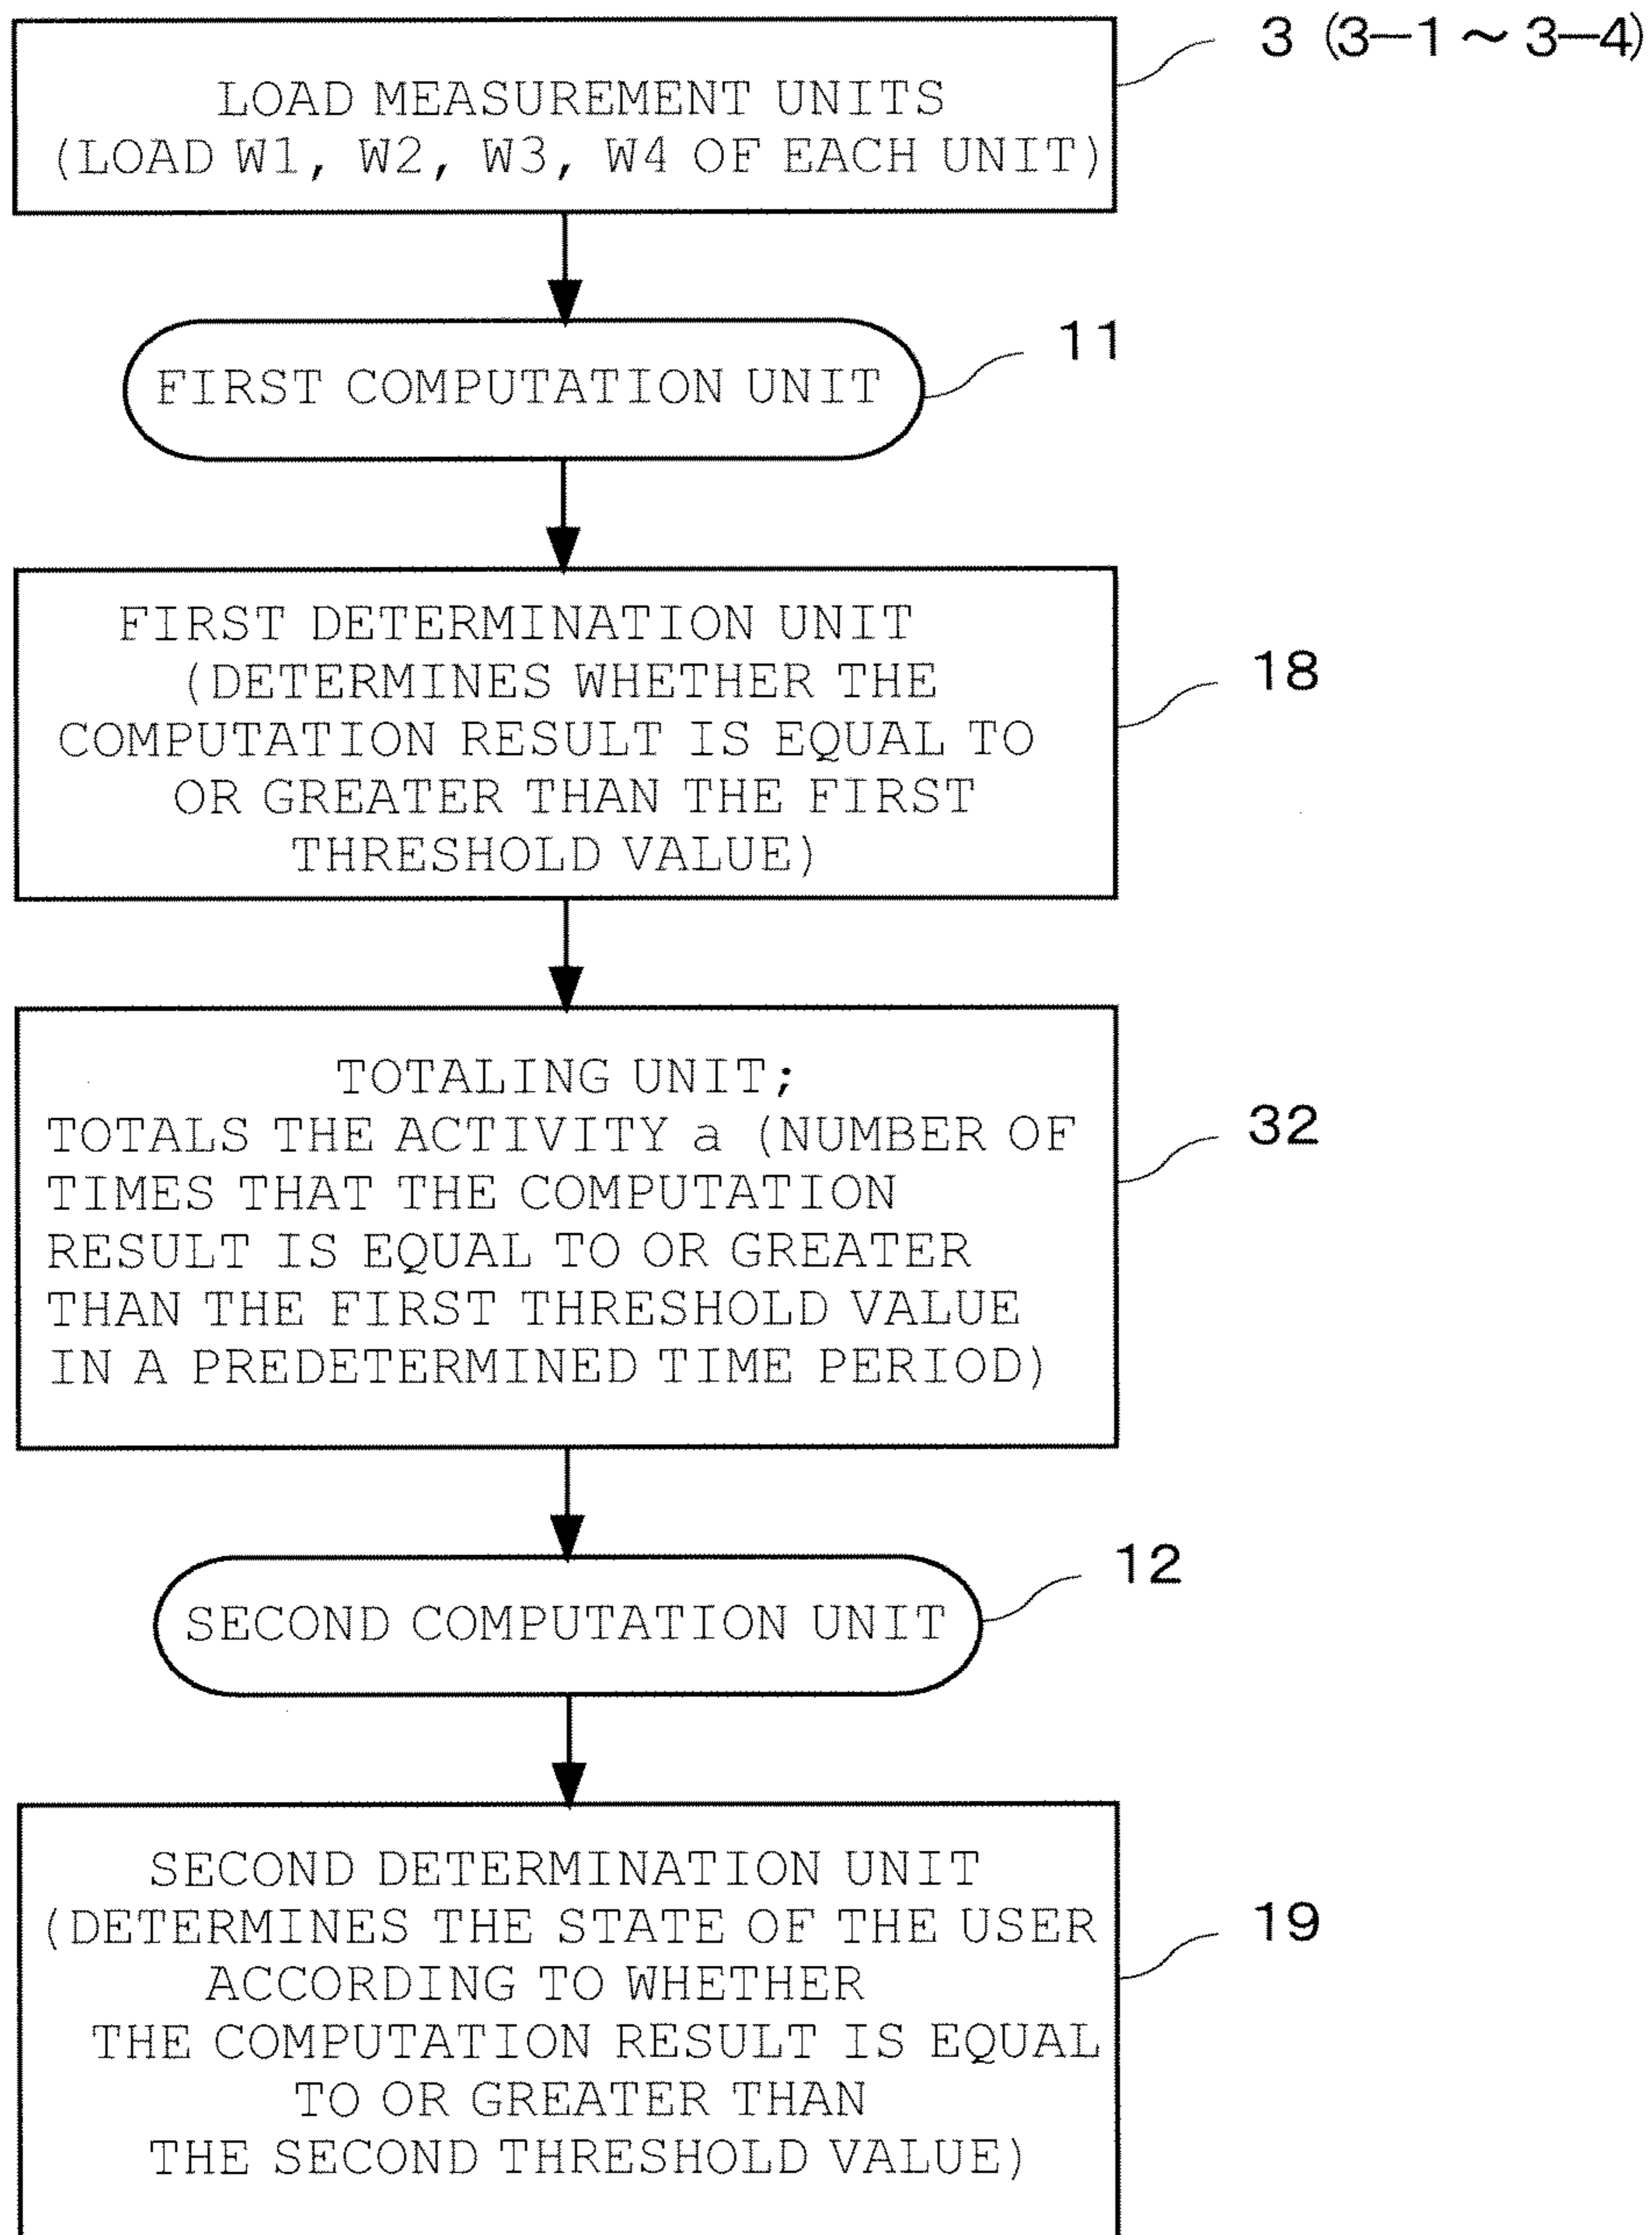 3 (3-1 ~ 3-4)
LOAD MEASUREMENT UNITS
(LOAD W1, W2, W3, W4 OF EACH UNIT)
11
FIRST COMPUTATION UNIT
FIRST DETERMINATION UNIT
(DETERMINES WHETHER THE
18
COMPUTATION RESULT IS EQUAL TO
OR GREATER THAN THE FIRST
THRESHOLD VALUE)
TOTALING UNIT;
TOTALS THE ACTIVITY a (NUMBER OF
32
TIMES THAT THE COMPUTATION
RESULT IS EQUAL TO OR GREATER
THAN THE FIRST THRESHOLD VALUE
IN A PREDETERMINED TIME PERIOD)
12
SECOND COMPUTATION UNIT
SECOND DETERMINATION UNIT
(DETERMINES THE STATE OF THE USER
19
ACCORDING TO WHETHER
THE COMPUTATION RESULT IS EQUAL
TO OR GREATER THAN
THE SECOND THRESHOLD VALUE)